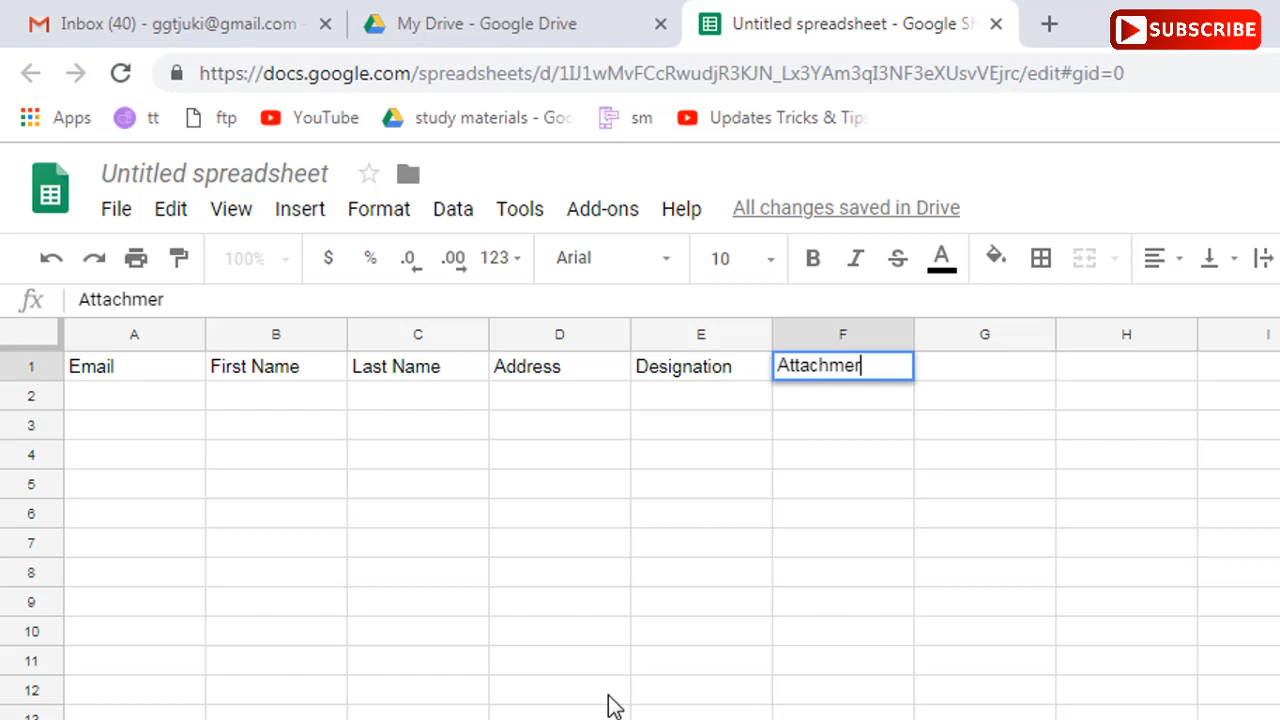 Inbox (40) - ggtjuki@gmail.com
My Drive - Google Drive
Untitled spreadsheet - Google Sh
SUBSCRIBE
https://docs.google.com/spreadsheets/d/1IJ1wMvFCcRwudjR3KJN_Lx3YAm3qI3NF3eXUsvVEjrc/edit#gid=0
Apps
tt
ftp
YouTube
study materials - Goo
sm
Updates Tricks & Tips
Untitled spreadsheet
File Edit View Insert Format Data Tools Add-ons Help All changes saved in Drive
100% $ % .0 .00 123 Arial 10 B I S A
fx Attachmer
A B C D E F G H I
1 Email First Name Last Name Address Designation Attachmer
2
3
4
5
6
7
8
9
10
11
12
13